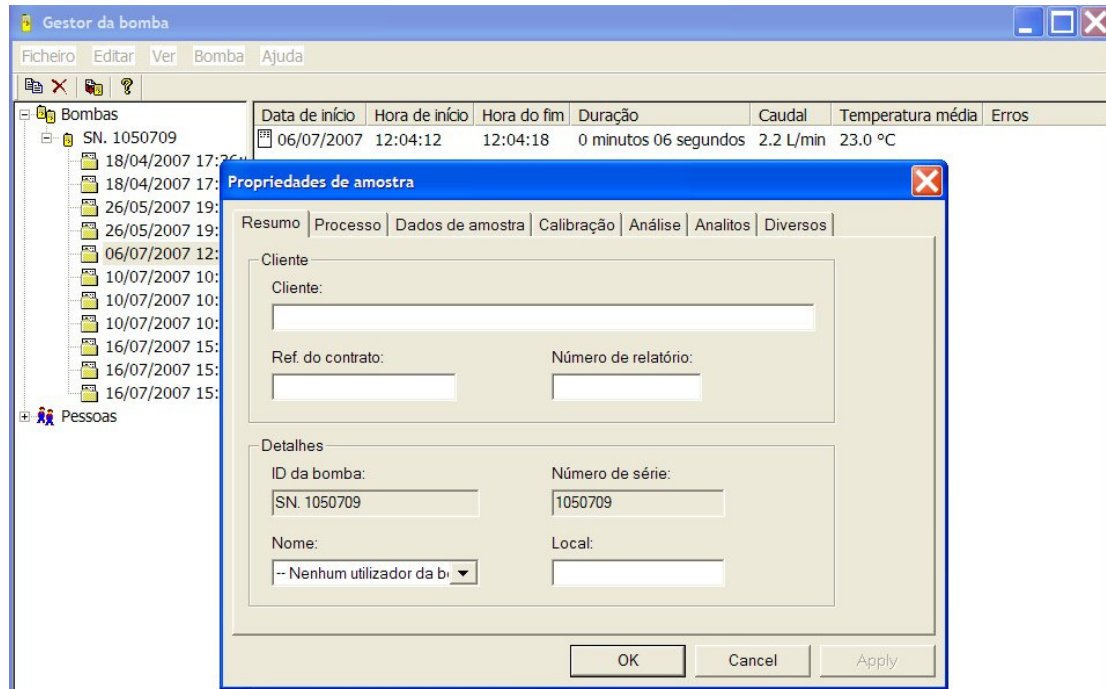 Gestor da bomba
Ficheiro Editar Ver Bomba Ajuda
Bombas
SN. 1050709
18/04/2007 17:26:
18/04/2007 17:
26/05/2007 19:
26/05/2007 19:
06/07/2007 12:
10/07/2007 10:
10/07/2007 10:
10/07/2007 10:
16/07/2007 15:
16/07/2007 15:
16/07/2007 15:
Pessoas
Data de início Hora de início Hora do fim Duração Caudal Temperatura média Erros
06/07/2007 12:04:12 12:04:18 0 minutos 06 segundos 2.2 L/min 23.0 ºC
Propriedades de amostra
Resumo Processo Dados de amostra Calibração Análise Analitos Diversos
Cliente
Cliente:
Ref. do contrato: Número de relatório:
Detalhes
ID da bomba: Número de série:
SN. 1050709 1050709
Nome: Local:
-- Nenhum utilizador da b
OK Cancel Apply